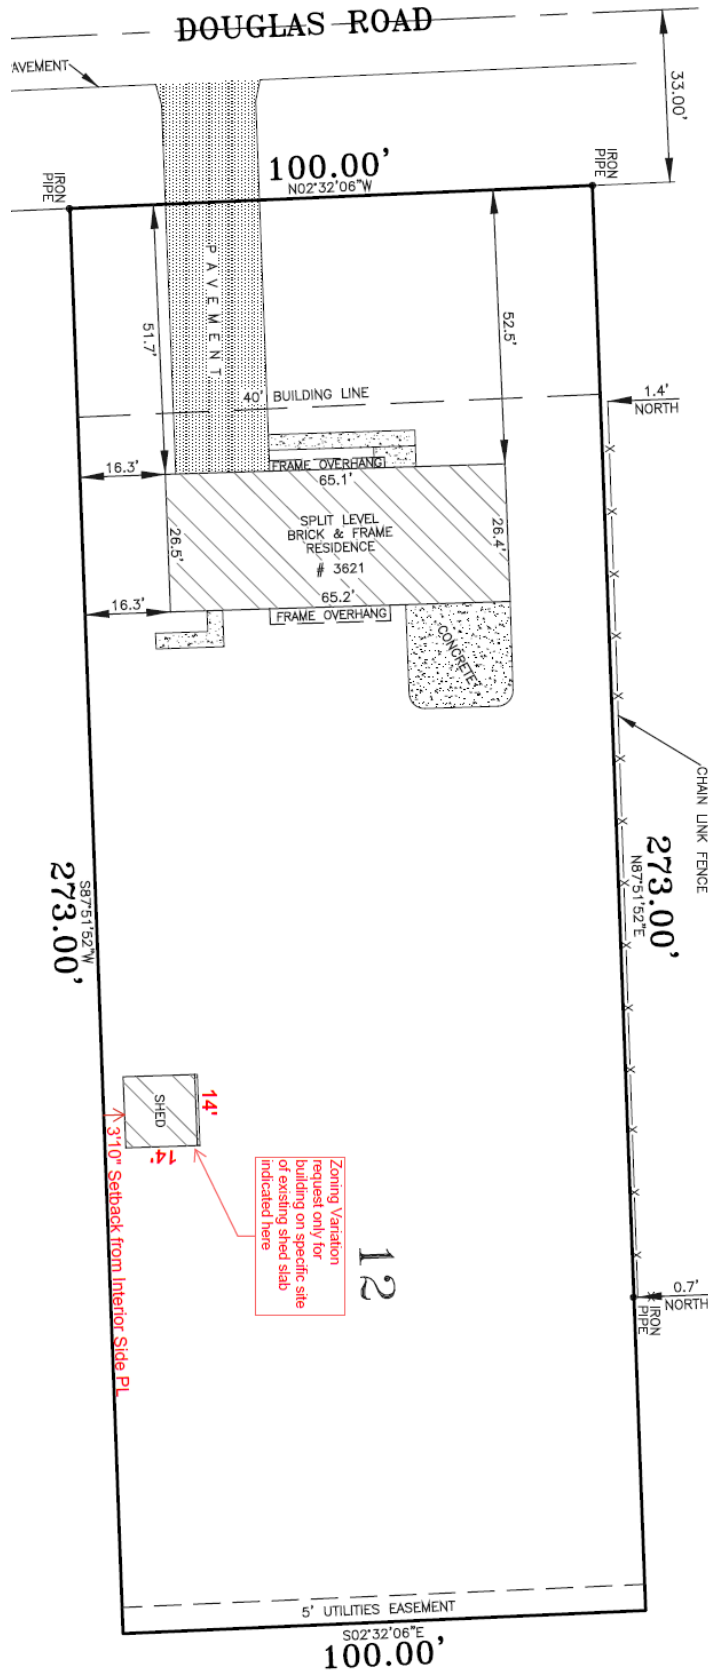 DOUGLAS ROAD
AVEMENT
33.00'
IRON
PIPE
IRON
PIPE
100.00'
N02°32'06"W
PAVEMENT
51.7'
52.5'
40' BUILDING LINE
1.4'
NORTH
16.3'
FRAME OVERHANG
65.1'
SPLIT LEVEL
BRICK & FRAME
RESIDENCE
# 3621
26.5'
26.4'
65.2'
16.3'
FRAME OVERHANG
CONCRETE
CHAIN LINK FENCE
273.00'
N87°51'52"E
S87°51'52"W
273.00'
SHED
14'
14'
3'10" Setback from Interior Side PL
Zoning Variation
request only for
building on specific site
of existing shed slab
indicated here
12
0.7'
NORTH
IRON
PIPE
5' UTILITIES EASEMENT
S02°32'06"E
100.00'